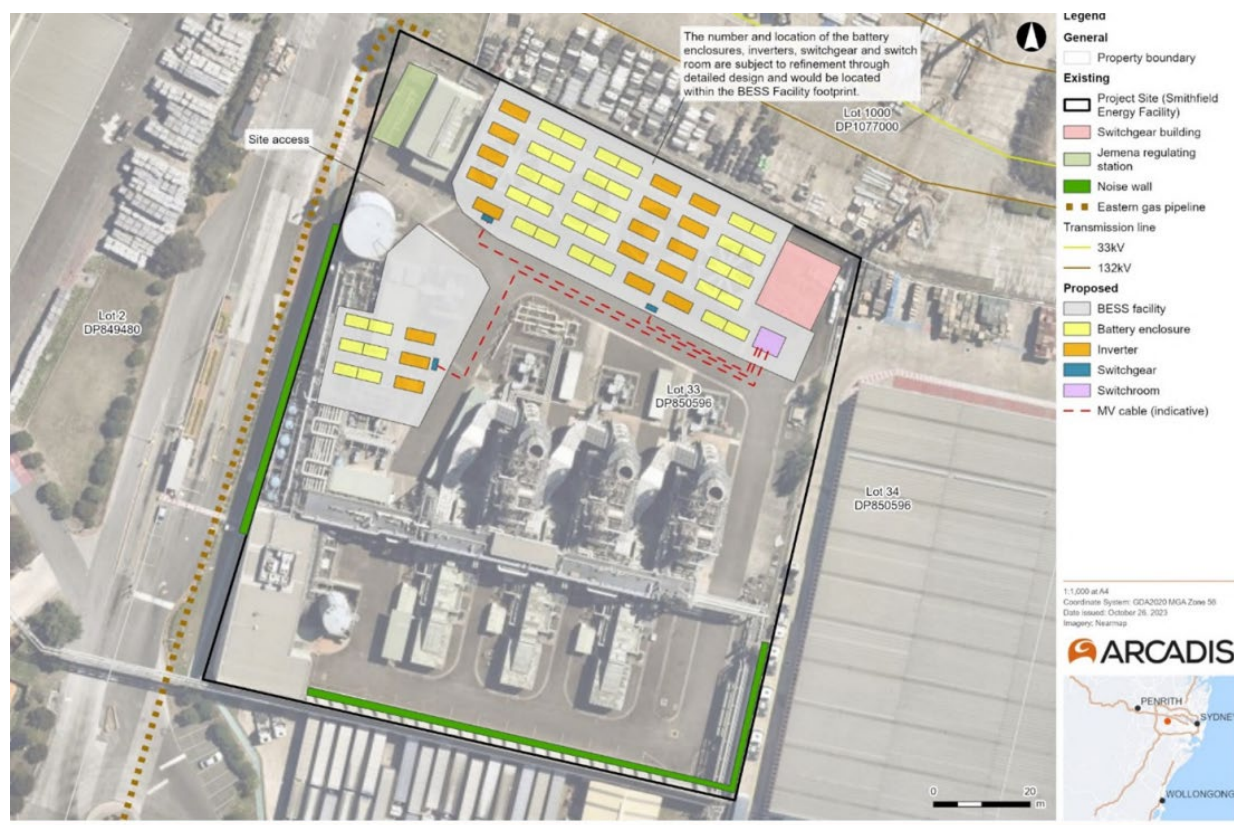 The number and location of the battery
enclosures, inverters, switchgear and switch
room are subject to refinement through
detailed design and would be located
within the BESS Facility footprint.
Lot 1000
DP1077000
Site access
Lot 2
DP849480
Lot 33
DP850596
Lot 34
DP850596
0 20
m
Legend
General
Property boundary
Existing
Project Site (Smithfield
Energy Facility)
Switchgear building
Jemena regulating
station
Noise wall
Eastern gas pipeline
Transmission line
33kV
132kV
Proposed
BESS facility
Battery enclosure
Inverter
Switchgear
Switchroom
MV cable (indicative)
1:1,000 at A4
Coordinate System: GDA2020 MGA Zone 56
Date issued: October 26, 2023
Imagery: Nearmap
ARCADIS
PENRITH
SYDNEY
WOLLONGONG